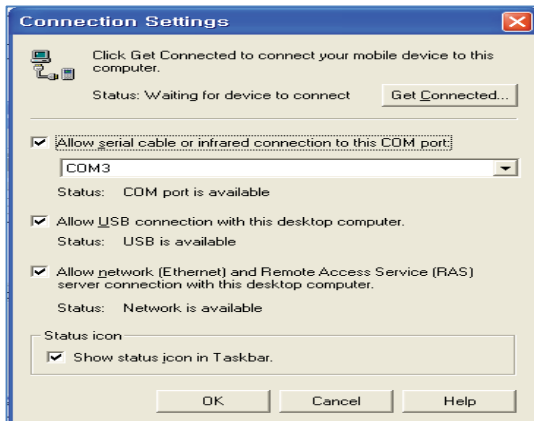 Connection Settings
Click Get Connected to connect your mobile device to this
computer.
Status: Waiting for device to connect
Get Connected...
Allow serial cable or infrared connection to this COM port:
COM3
Status: COM port is available
Allow USB connection with this desktop computer.
Status: USB is available
Allow network (Ethernet) and Remote Access Service (RAS)
server connection with this desktop computer.
Status: Network is available
Status icon
Show status icon in Taskbar.
OK Cancel Help